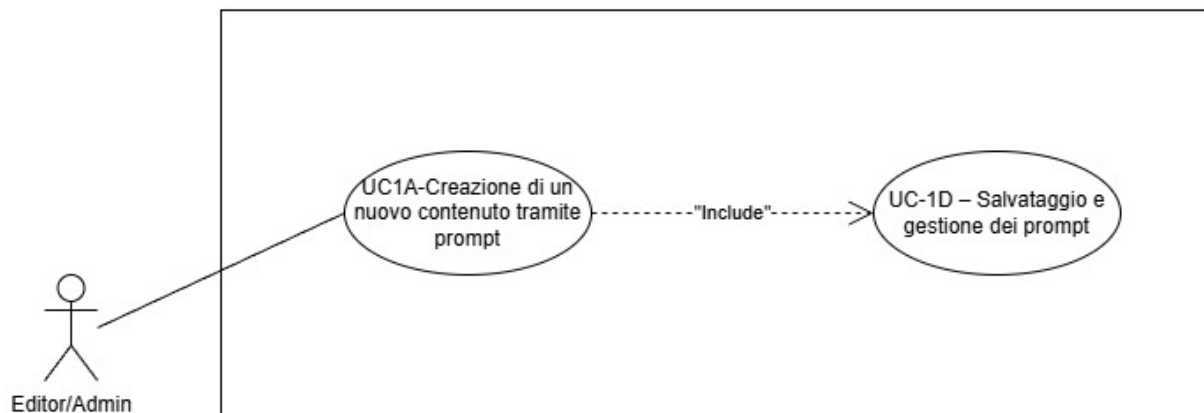 UC1A-Creazione di un
nuovo contenuto tramite
prompt
"Include"
UC-1D – Salvataggio e
gestione dei prompt
Editor/Admin